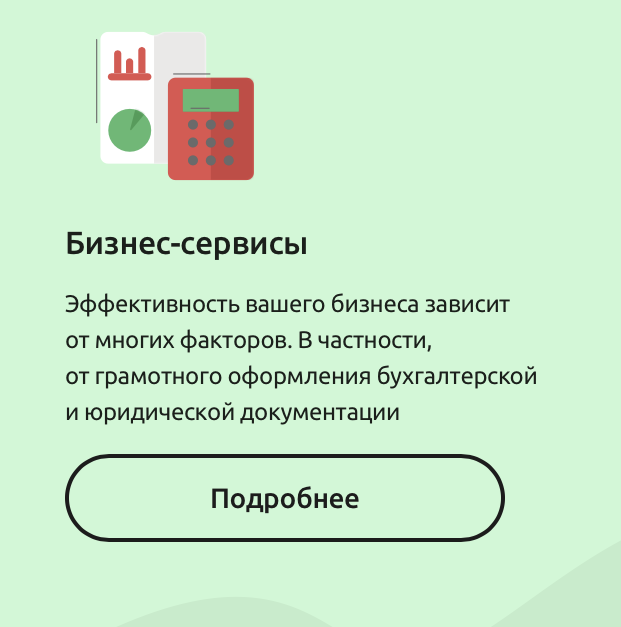 Бизнес-сервисы
Эффективность вашего бизнеса зависит
от многих факторов. В частности,
от грамотного оформления бухгалтерской
и юридической документации
Подробнее